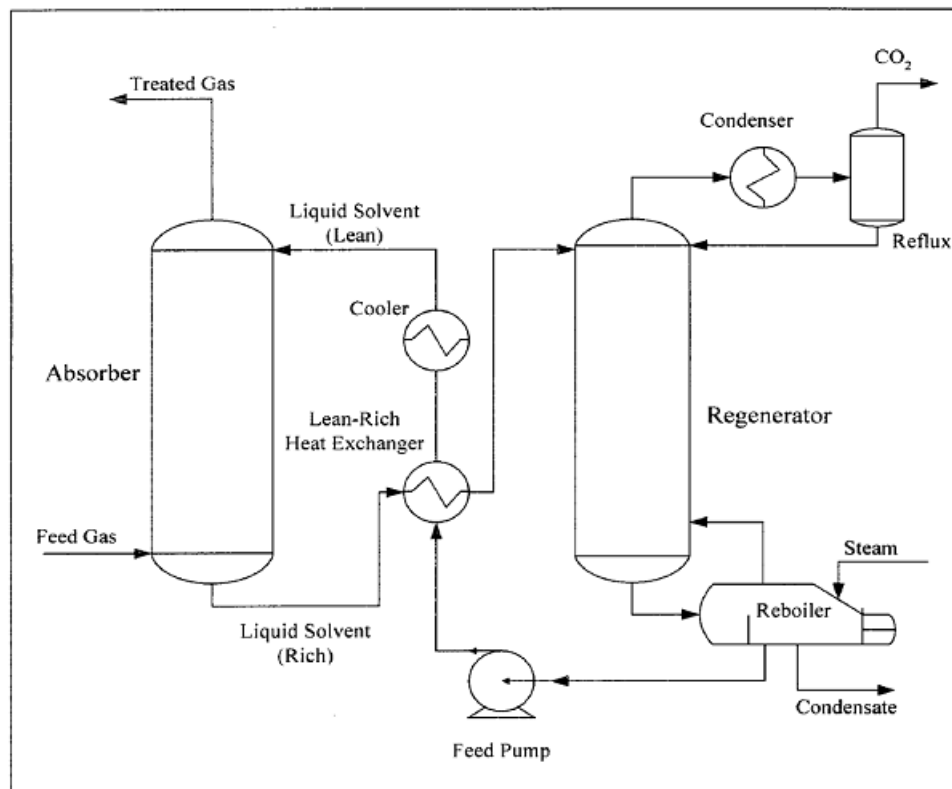 Treated Gas
CO₂
Condenser
Liquid Solvent
(Lean)
Reflux
Cooler
Absorber
Regenerator
Lean-Rich
Heat Exchanger
Feed Gas
Steam
Reboiler
Liquid Solvent
(Rich)
Condensate
Feed Pump